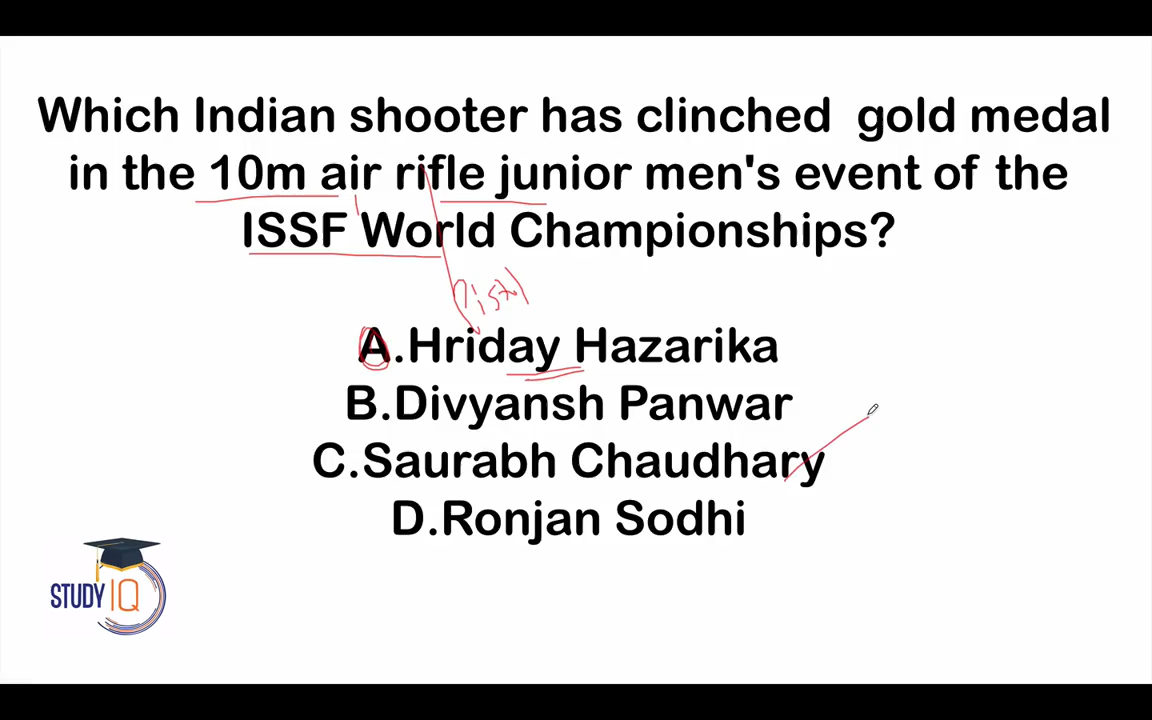 Which Indian shooter has clinched gold medal
in the 10m air rifle junior men's event of the
ISSF World Championships?
Pistol
A.Hriday Hazarika
B.Divyansh Panwar
C.Saurabh Chaudhary
D.Ronjan Sodhi
STUDY IQ